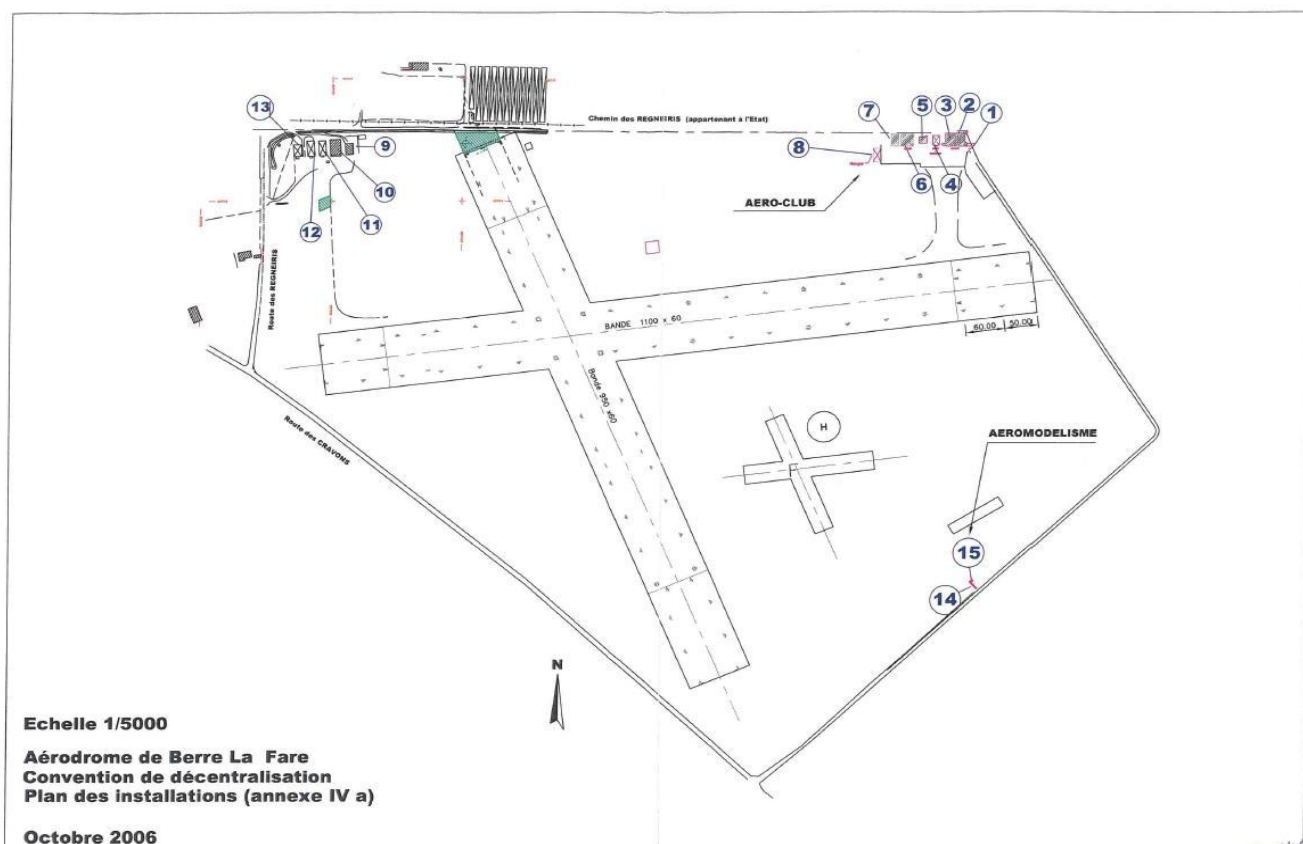 Chemin des REGNEIRIS (appartenant à l'Etat)
13
9
10
11
12
7
5
3
2
1
8
6
4
AERO-CLUB
Route des REGNEIRIS
BANDE 1100 x 60
60.00
50.00
Bande 950 x60
Route des CRAVONS
H
AEROMODELISME
15
14
N
Echelle 1/5000
Aérodrome de Berre La Fare
Convention de décentralisation
Plan des installations (annexe IV a)
Octobre 2006